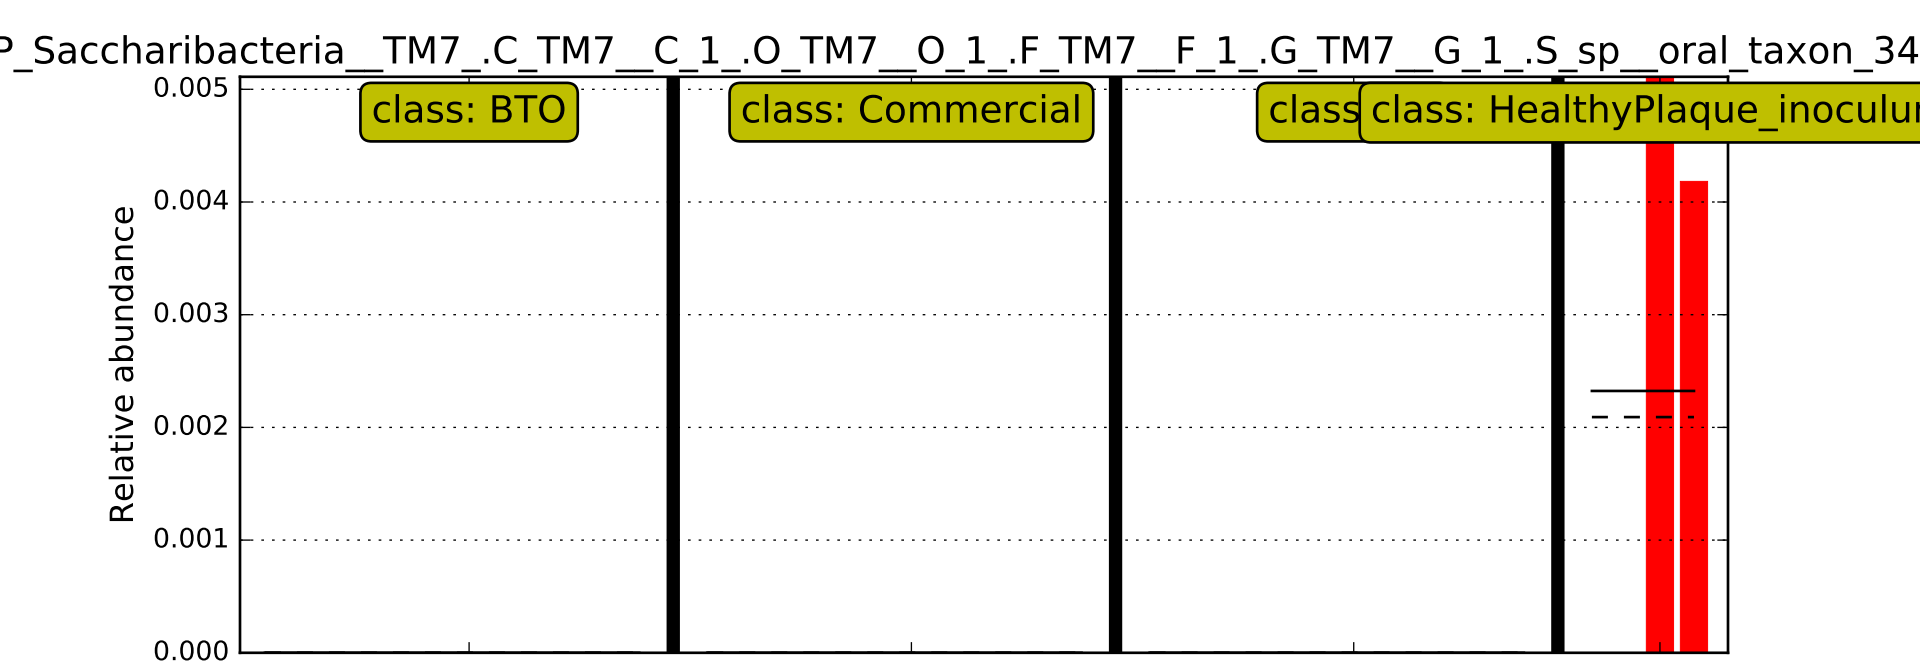 P_Saccharibacteria__TM7_.C_TM7__C_1_.O_TM7__O_1_.F_TM7__F_1_.G_TM7__G_1_.S_sp__oral_taxon_34
0.005
class: BTO
class: Commercial
class
class: HealthyPlaque_inoculu
0.004
0.003
0.002
0.001
0.000
Relative abundance